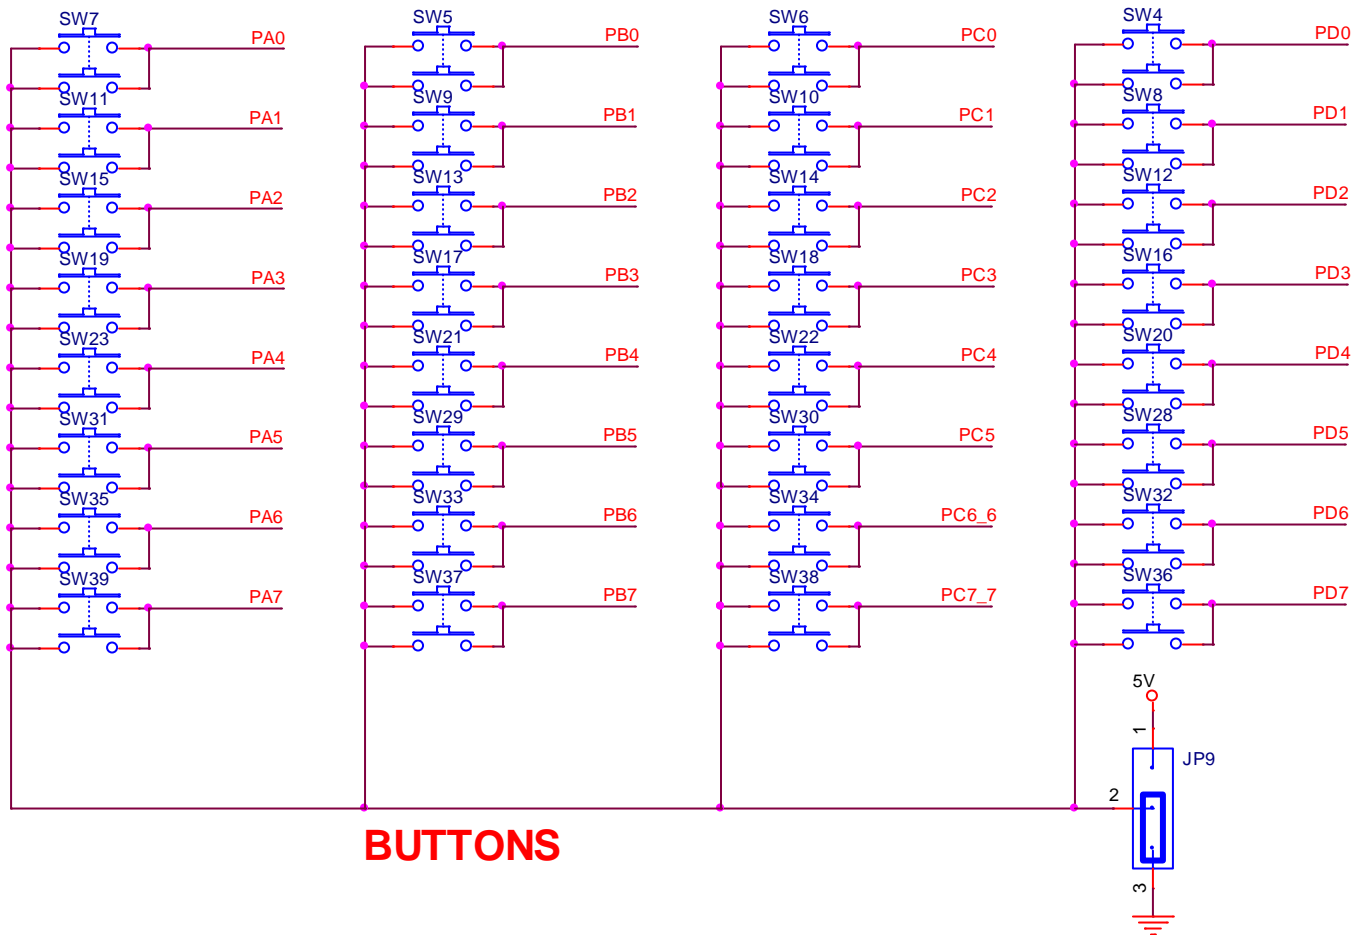 SW7 PA0 SW5 PB0 SW6 PC0 SW4 PD0
SW11 PA1 SW9 PB1 SW10 PC1 SW8 PD1
SW15 PA2 SW13 PB2 SW14 PC2 SW12 PD2
SW19 PA3 SW17 PB3 SW18 PC3 SW16 PD3
SW23 PA4 SW21 PB4 SW22 PC4 SW20 PD4
SW31 PA5 SW29 PB5 SW30 PC5 SW28 PD5
SW35 PA6 SW33 PB6 SW34 PC6_6 SW32 PD6
SW39 PA7 SW37 PB7 SW38 PC7_7 SW36 PD7
5V
1
JP9
2
BUTTONS
3